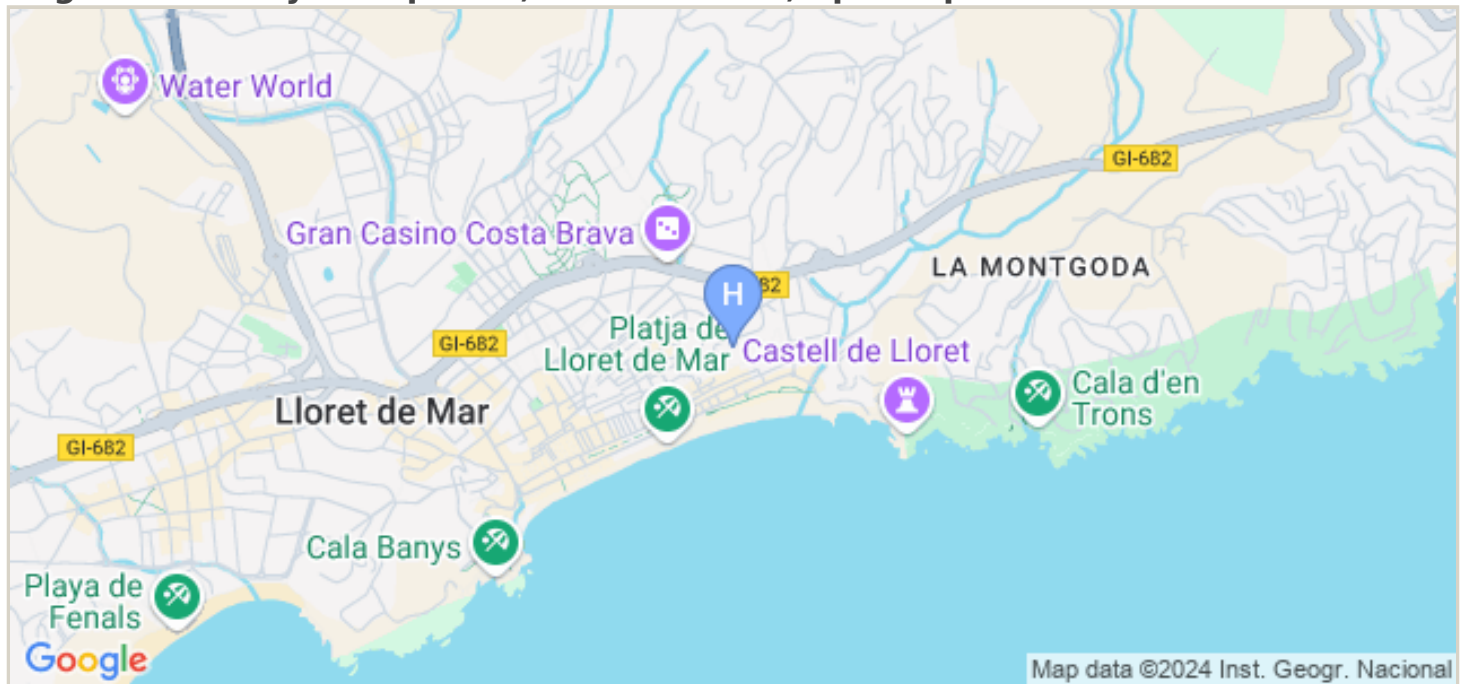 Water World
GI-682
Gran Casino Costa Brava
LA MONTGODA
H
82
Platja de
Lloret de Mar
GI-682
Castell de Lloret
Cala d'en
Trons
Lloret de Mar
GI-682
Cala Banys
Playa de
Fenals
Google
Map data ©2024 Inst. Geogr. Nacional